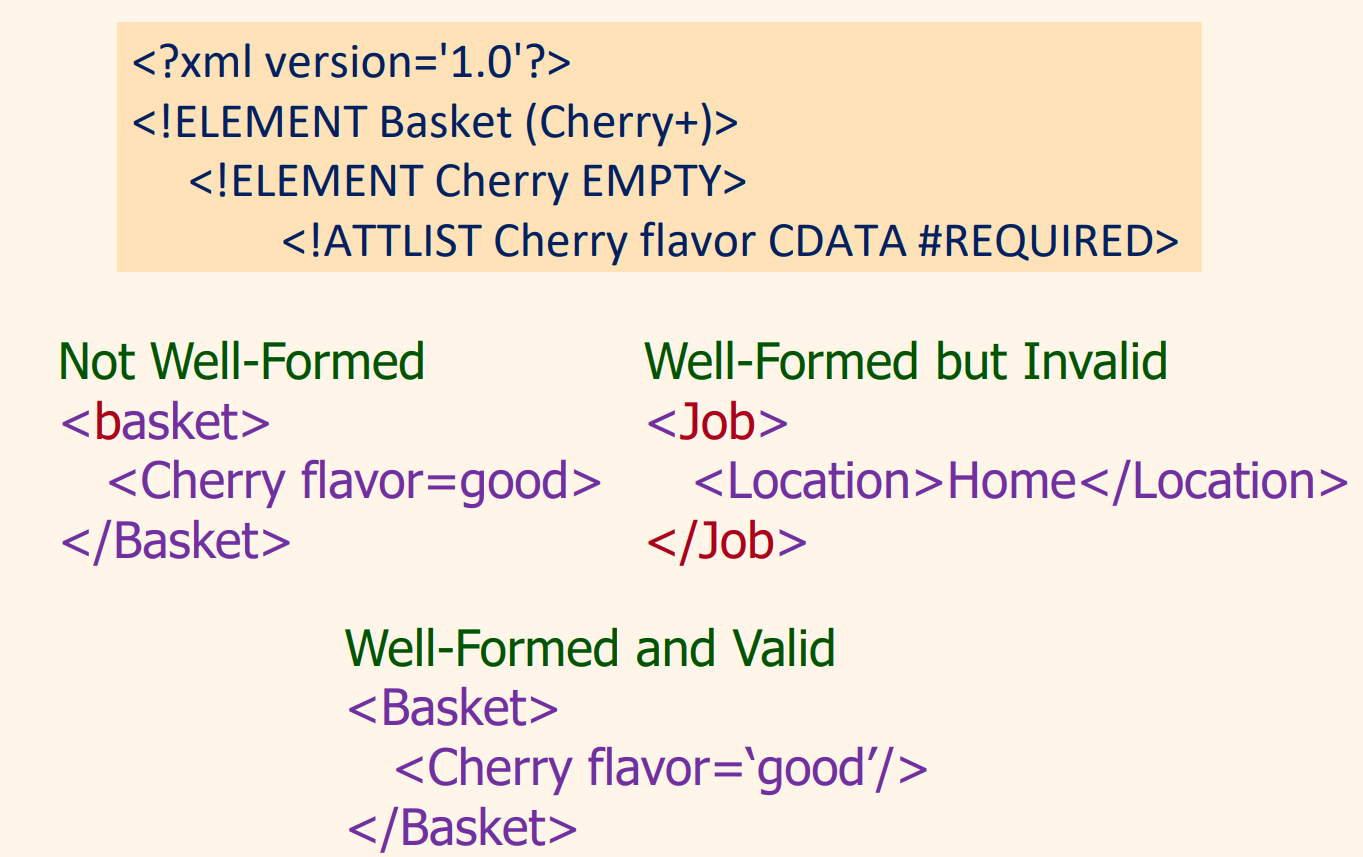 <?xml version='1.0'?>
<!ELEMENT Basket (Cherry+)>
<!ELEMENT Cherry EMPTY>
<!ATTLIST Cherry flavor CDATA #REQUIRED>
Not Well-Formed
<basket>
<Cherry flavor=good>
</Basket>
Well-Formed but Invalid
<Job>
<Location>Home</Location>
</Job>
Well-Formed and Valid
<Basket>
<Cherry flavor=‘good’/>
</Basket>